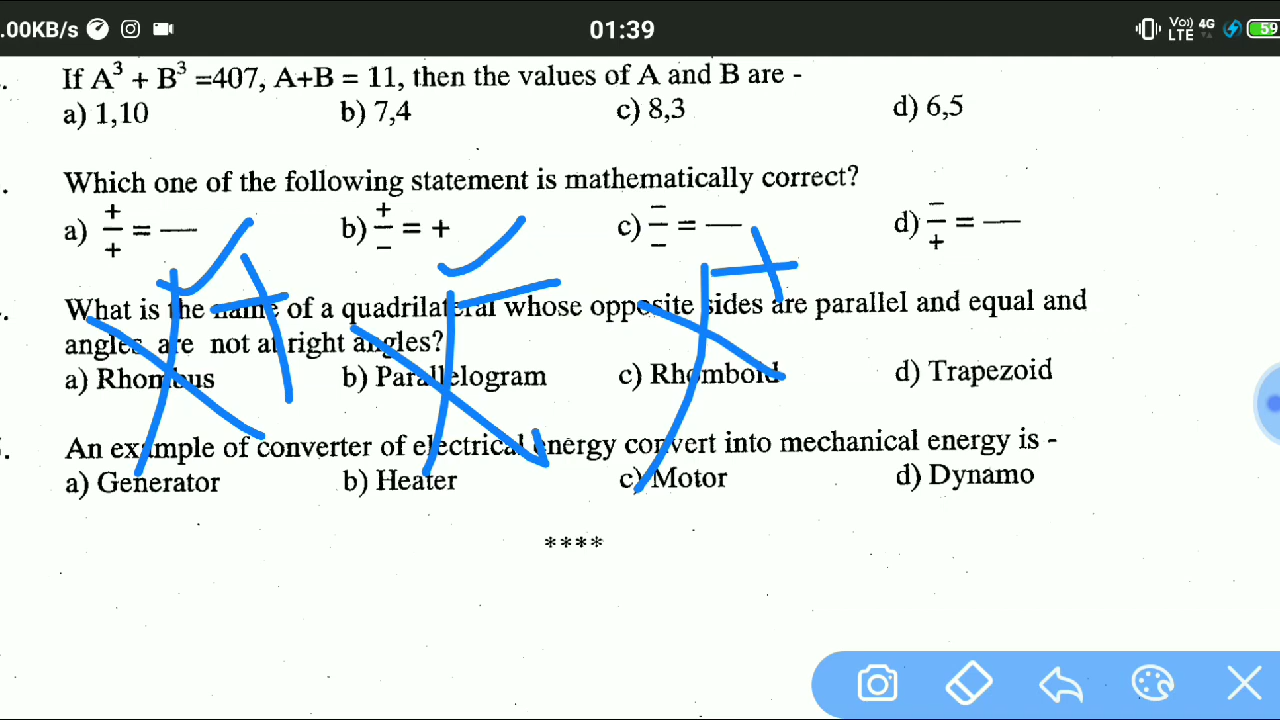 .00KB/s 01:39 Vo) LTE 4G 59
If A³ + B³ =407, A+B = 11, then the values of A and B are -
a) 1,10 b) 7,4 c) 8,3 d) 6,5
Which one of the following statement is mathematically correct?
a) +/+ = — b) +/− = + c) −/− = — d) −/+ = —
What is the name of a quadrilateral whose opposite sides are parallel and equal and
angles are not at right angles?
a) Rhombus b) Parallelogram c) Rhomboid d) Trapezoid
An example of converter of electrical energy convert into mechanical energy is -
a) Generator b) Heater c) Motor d) Dynamo
****